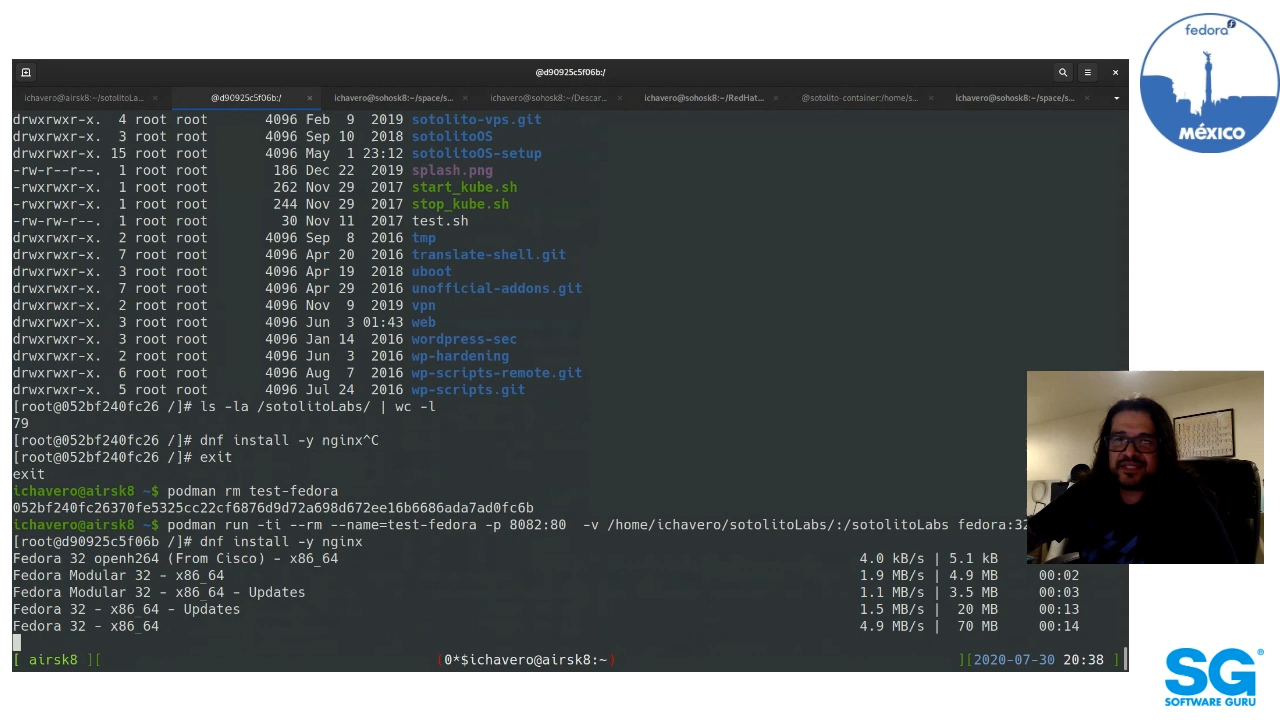 fedora
MÉXICO
@d90925c5f06b:/
ichavero@airsk8:~/sotolitoLa... ×
@d90925c5f06b:/ ×
ichavero@sohosk8:~/space/s... ×
ichavero@sohosk8:~/Descar... ×
ichavero@sohosk8:~/RedHat... ×
@sotolito-container:/home/s... ×
ichavero@sohosk8:~/space/s... ×
drwxrwxr-x. 4 root root 4096 Feb 9 2019 sotolito-vps.git
drwxrwxr-x. 3 root root 4096 Sep 10 2018 sotolitoOS
drwxrwxr-x. 15 root root 4096 May 1 23:12 sotolitoOS-setup
-rw-r--r--. 1 root root 186 Dec 22 2019 splash.png
-rwxrwxr-x. 1 root root 262 Nov 29 2017 start_kube.sh
-rwxrwxr-x. 1 root root 244 Nov 29 2017 stop_kube.sh
-rw-rw-r--. 1 root root 30 Nov 11 2017 test.sh
drwxrwxr-x. 2 root root 4096 Sep 8 2016 tmp
drwxrwxr-x. 7 root root 4096 Apr 20 2016 translate-shell.git
drwxrwxr-x. 3 root root 4096 Apr 19 2018 uboot
drwxrwxr-x. 7 root root 4096 Apr 29 2016 unofficial-addons.git
drwxrwxr-x. 2 root root 4096 Nov 9 2019 vpn
drwxrwxr-x. 3 root root 4096 Jun 3 01:43 web
drwxrwxr-x. 3 root root 4096 Jan 14 2016 wordpress-sec
drwxrwxr-x. 2 root root 4096 Jun 3 2016 wp-hardening
drwxrwxr-x. 6 root root 4096 Aug 7 2016 wp-scripts-remote.git
drwxrwxr-x. 5 root root 4096 Jul 24 2016 wp-scripts.git
[root@052bf240fc26 /]# ls -la /sotolitoLabs/ | wc -l
79
[root@052bf240fc26 /]# dnf install -y nginx^C
[root@052bf240fc26 /]# exit
exit
ichavero@airsk8 ~$ podman rm test-fedora
052bf240fc26370fe5325cc22cf6876d9d72a698d672ee16b6686ada7ad0fc6b
ichavero@airsk8 ~$ podman run -ti --rm --name=test-fedora -p 8082:80 -v /home/ichavero/sotolitoLabs/:/sotolitoLabs fedora:32
[root@d90925c5f06b /]# dnf install -y nginx
Fedora 32 openh264 (From Cisco) - x86_64 4.0 kB/s | 5.1 kB
Fedora Modular 32 - x86_64 1.9 MB/s | 4.9 MB 00:02
Fedora Modular 32 - x86_64 - Updates 1.1 MB/s | 3.5 MB 00:03
Fedora 32 - x86_64 - Updates 1.5 MB/s | 20 MB 00:13
Fedora 32 - x86_64 4.9 MB/s | 70 MB 00:14
[ airsk8 ][ (0*$ichavero@airsk8:~) ][2020-07-30 20:38 ]
SG®
SOFTWARE GURU